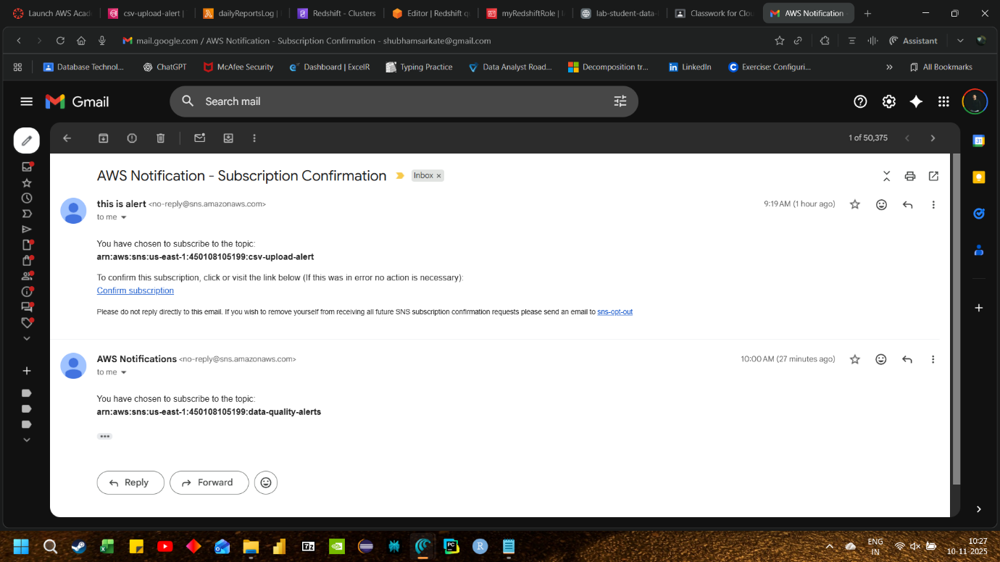 Launch AWS Acad
csv-upload-alert |
dailyReportsLog |
Redshift - Clusters
Editor | Redshift q
myRedshiftRole | I
lab-student-data-
Classwork for Clo
AWS Notification
mail.google.com / AWS Notification - Subscription Confirmation - shubhamsarkate@gmail.com
Assistant
Database Technol...
ChatGPT
McAfee Security
Dashboard | ExcelR
Typing Practice
Data Analyst Road...
Decomposition tr...
LinkedIn
Exercise: Configuri...
»
All Bookmarks
Gmail
Search mail
1 of 50,375
AWS Notification - Subscription Confirmation
Inbox ×
this is alert <no-reply@sns.amazonaws.com>
9:19 AM (1 hour ago)
to me
You have chosen to subscribe to the topic:
arn:aws:sns:us-east-1:450108105199:csv-upload-alert
To confirm this subscription, click or visit the link below (If this was in error no action is necessary):
Confirm subscription
Please do not reply directly to this email. If you wish to remove yourself from receiving all future SNS subscription confirmation requests please send an email to sns-opt-out
AWS Notifications <no-reply@sns.amazonaws.com>
10:00 AM (27 minutes ago)
to me
You have chosen to subscribe to the topic:
arn:aws:sns:us-east-1:450108105199:data-quality-alerts
Reply
Forward
ENG
IN
10:27
10-11-2025